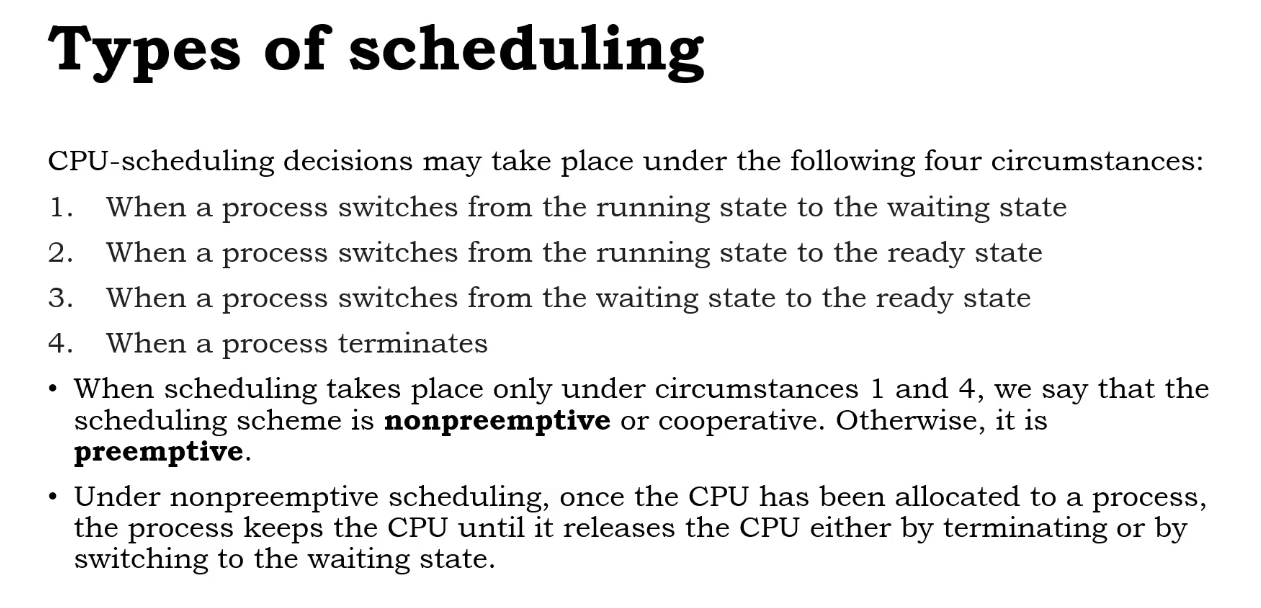 Types of scheduling
CPU-scheduling decisions may take place under the following four circumstances:
1. When a process switches from the running state to the waiting state
2. When a process switches from the running state to the ready state
3. When a process switches from the waiting state to the ready state
4. When a process terminates
• When scheduling takes place only under circumstances 1 and 4, we say that the
scheduling scheme is nonpreemptive or cooperative. Otherwise, it is
preemptive.
• Under nonpreemptive scheduling, once the CPU has been allocated to a process,
the process keeps the CPU until it releases the CPU either by terminating or by
switching to the waiting state.